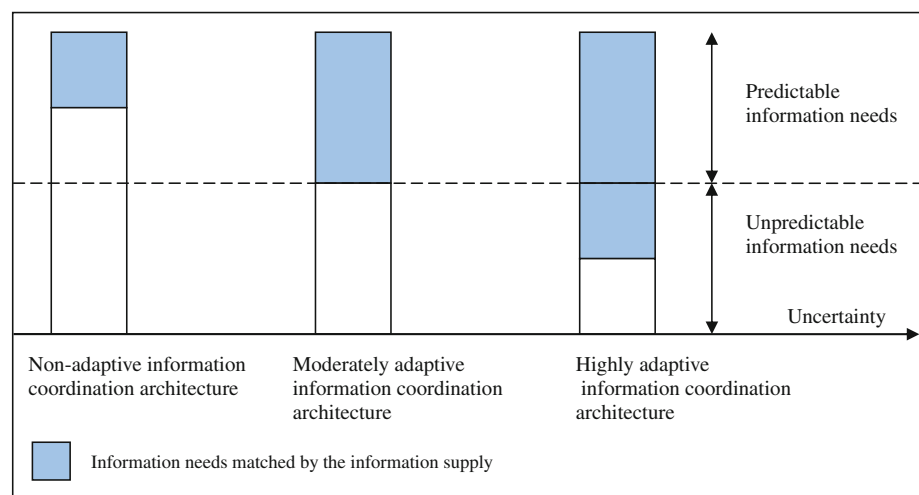 Predictable
information needs
Unpredictable
information needs
Uncertainty
Non-adaptive information
coordination architecture
Moderately adaptive
information coordination
architecture
Highly adaptive
information coordination
architecture
Information needs matched by the information supply